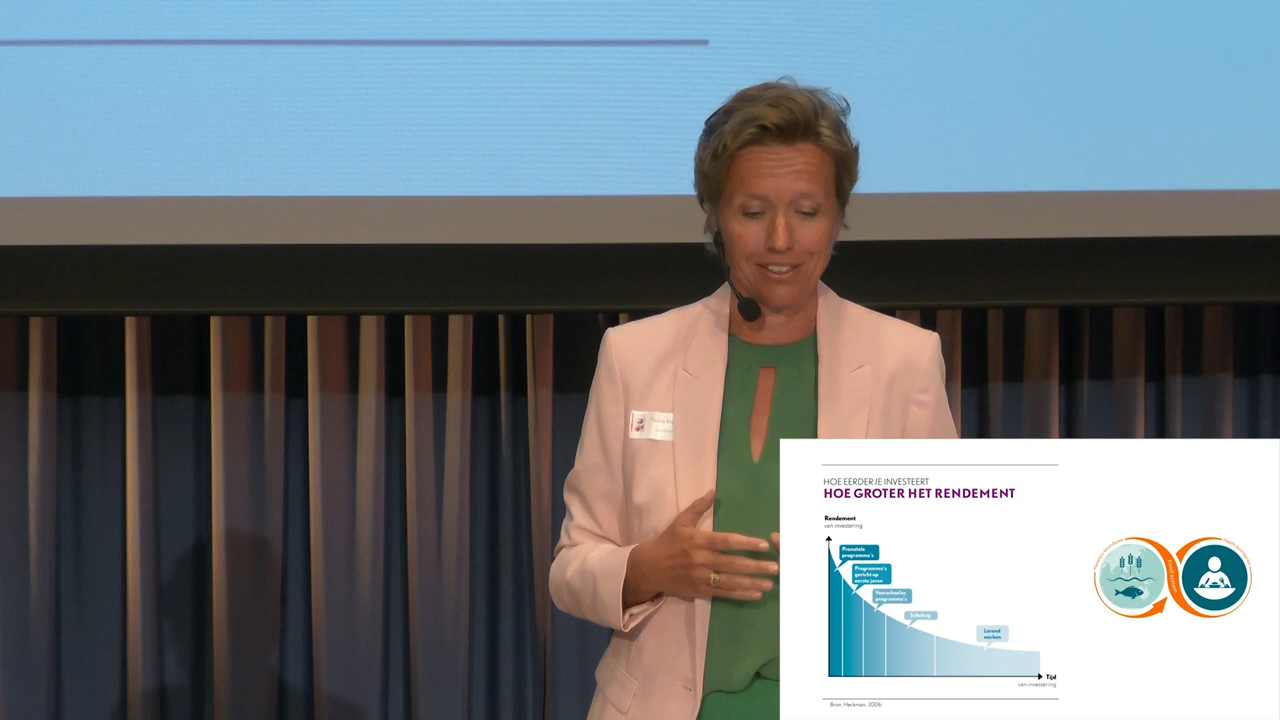 HOE EERDER JE INVESTEERT
HOE GROTER HET RENDEMENT
Rendement
van investering
Prenatale
programma's
Programma's
gericht op
eerste jaren
Voorschoolse
programma's
Scholing
Lerend
werken
Tijd
van investering
Bron: Heckman, 2006